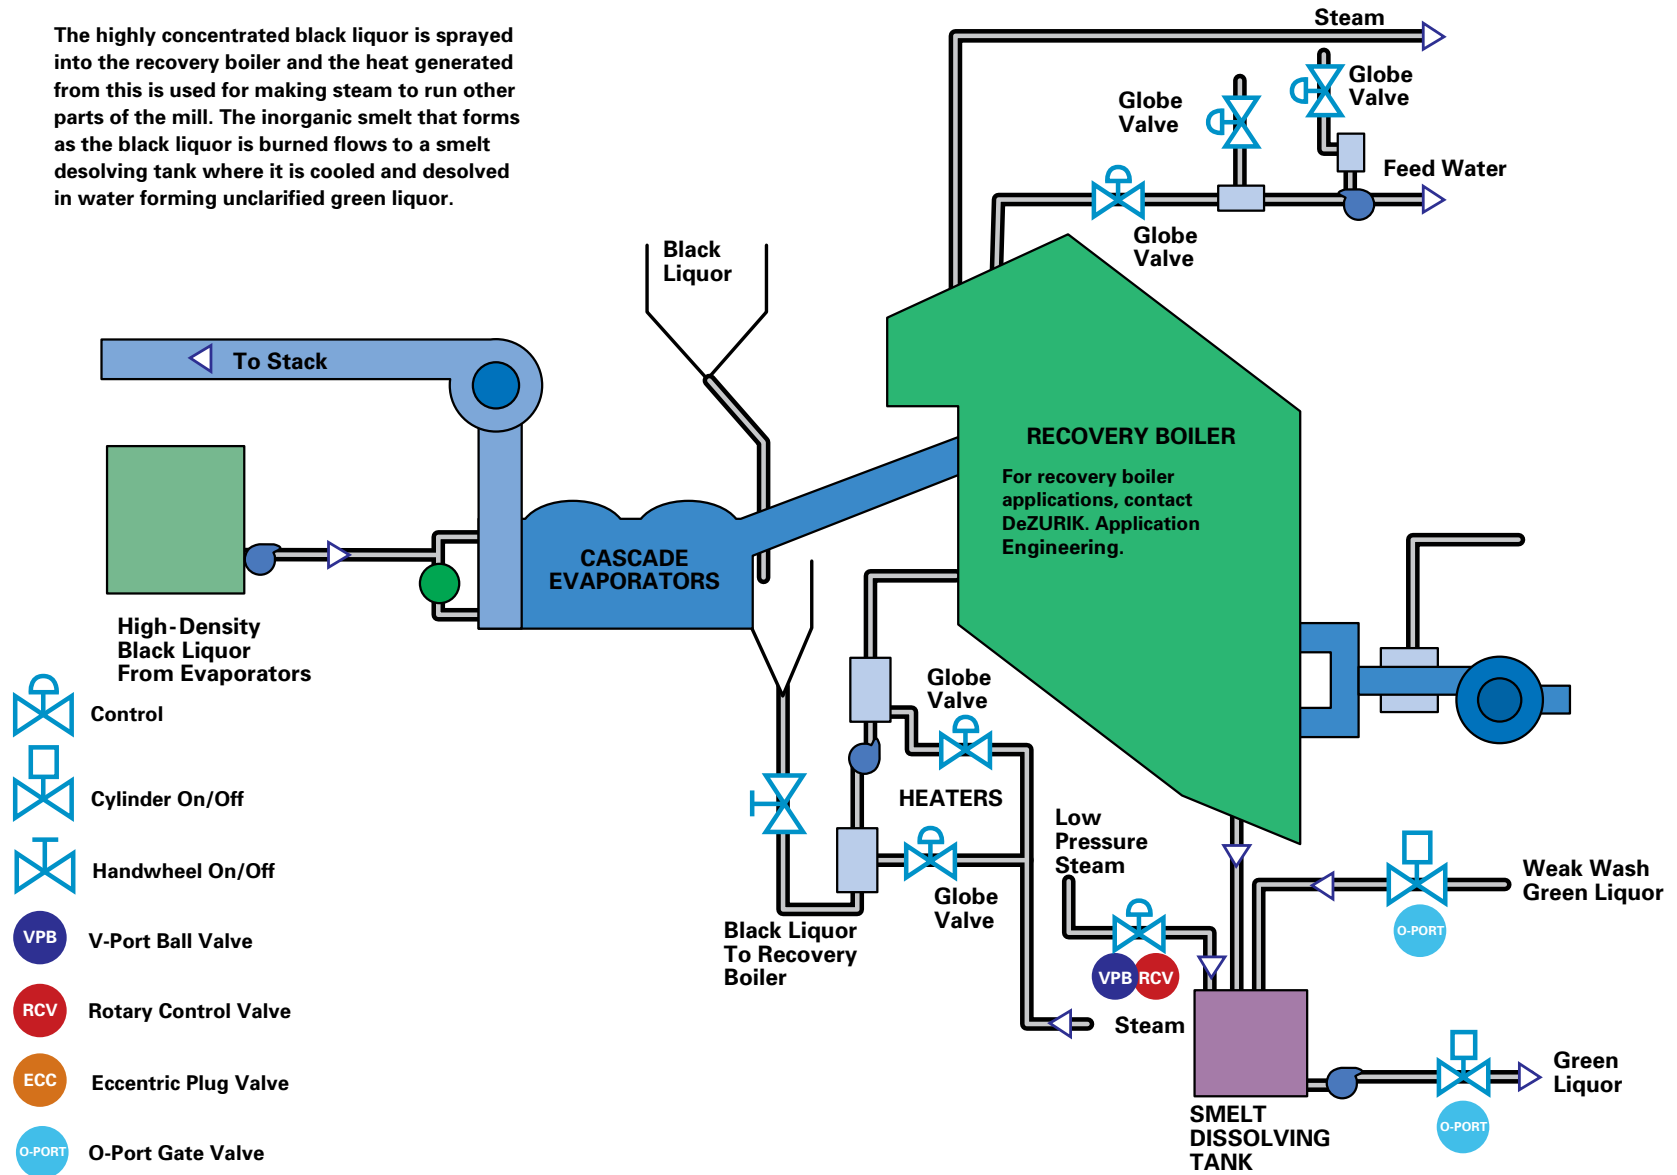 The highly concentrated black liquor is sprayed
into the recovery boiler and the heat generated
from this is used for making steam to run other
parts of the mill. The inorganic smelt that forms
as the black liquor is burned flows to a smelt
desolving tank where it is cooled and desolved
in water forming unclarified green liquor.
Steam
Globe
Valve
Globe
Valve
Feed Water
Globe
Valve
Black
Liquor
To Stack
RECOVERY BOILER
For recovery boiler
applications, contact
DeZURIK. Application
Engineering.
CASCADE
EVAPORATORS
High-Density
Black Liquor
From Evaporators
Globe
Valve
HEATERS
Globe
Valve
Black Liquor
To Recovery
Boiler
Low
Pressure
Steam
VPB
RCV
Steam
Weak Wash
Green Liquor
O-PORT
Green
Liquor
O-PORT
SMELT
DISSOLVING
TANK
Control
Cylinder On/Off
Handwheel On/Off
VPB V-Port Ball Valve
RCV Rotary Control Valve
ECC Eccentric Plug Valve
O-PORT O-Port Gate Valve